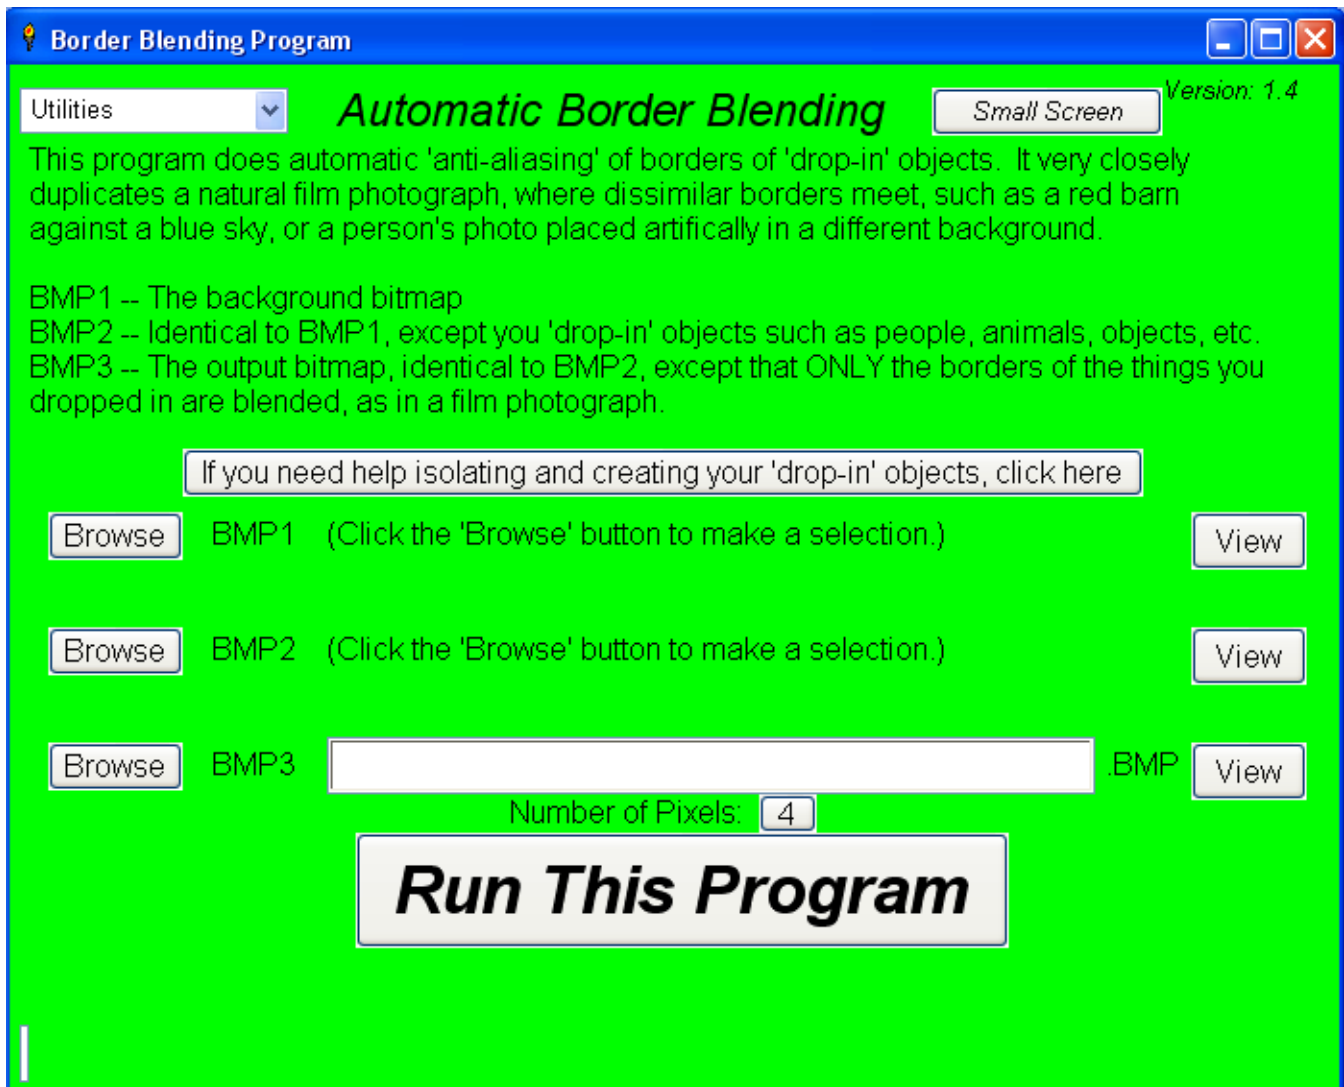 Border Blending Program
Utilities
Automatic Border Blending
Small Screen
Version: 1.4
This program does automatic 'anti-aliasing' of borders of 'drop-in' objects.  It very closely
duplicates a natural film photograph, where dissimilar borders meet, such as a red barn
against a blue sky, or a person's photo placed artifically in a different background.
BMP1 -- The background bitmap
BMP2 -- Identical to BMP1, except you 'drop-in' objects such as people, animals, objects, etc.
BMP3 -- The output bitmap, identical to BMP2, except that ONLY the borders of the things you
dropped in are blended, as in a film photograph.
If you need help isolating and creating your 'drop-in' objects, click here
Browse BMP1 (Click the 'Browse' button to make a selection.) View
Browse BMP2 (Click the 'Browse' button to make a selection.) View
Browse BMP3 .BMP View
Number of Pixels: 4
Run This Program